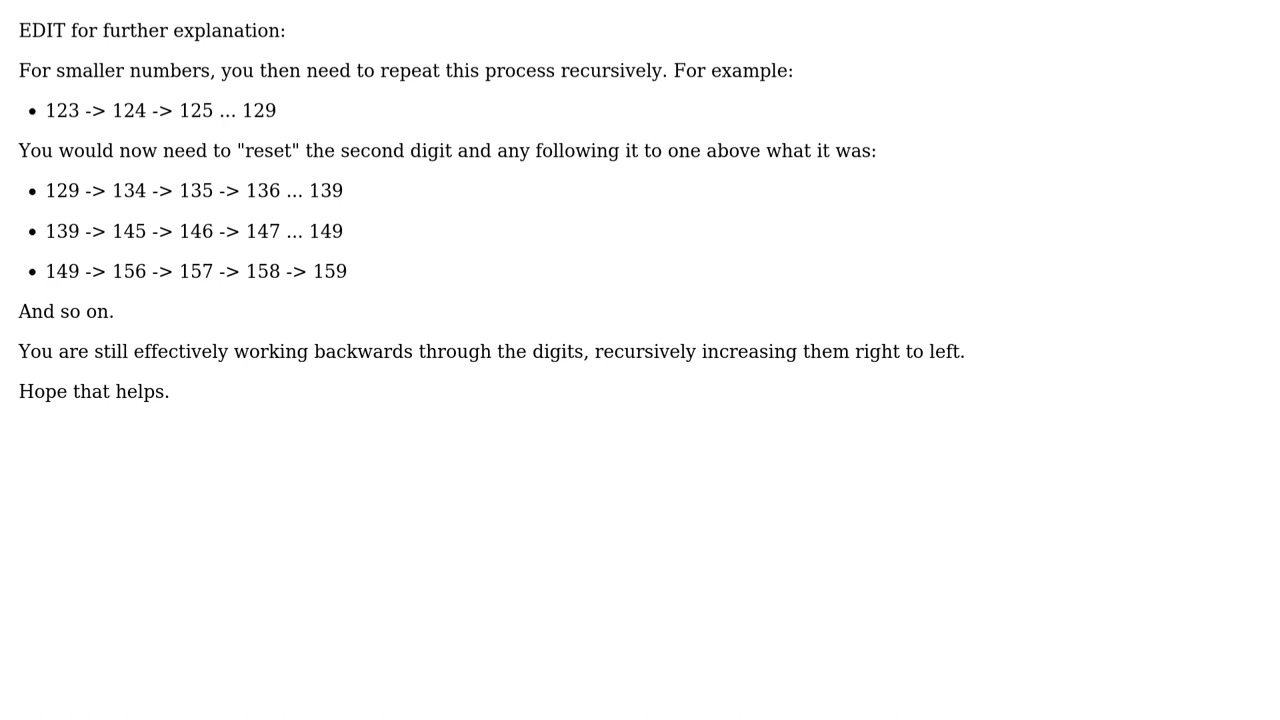 EDIT for further explanation:
For smaller numbers, you then need to repeat this process recursively. For example:
• 123 -> 124 -> 125 ... 129
You would now need to "reset" the second digit and any following it to one above what it was:
• 129 -> 134 -> 135 -> 136 ... 139
• 139 -> 145 -> 146 -> 147 ... 149
• 149 -> 156 -> 157 -> 158 -> 159
And so on.
You are still effectively working backwards through the digits, recursively increasing them right to left.
Hope that helps.